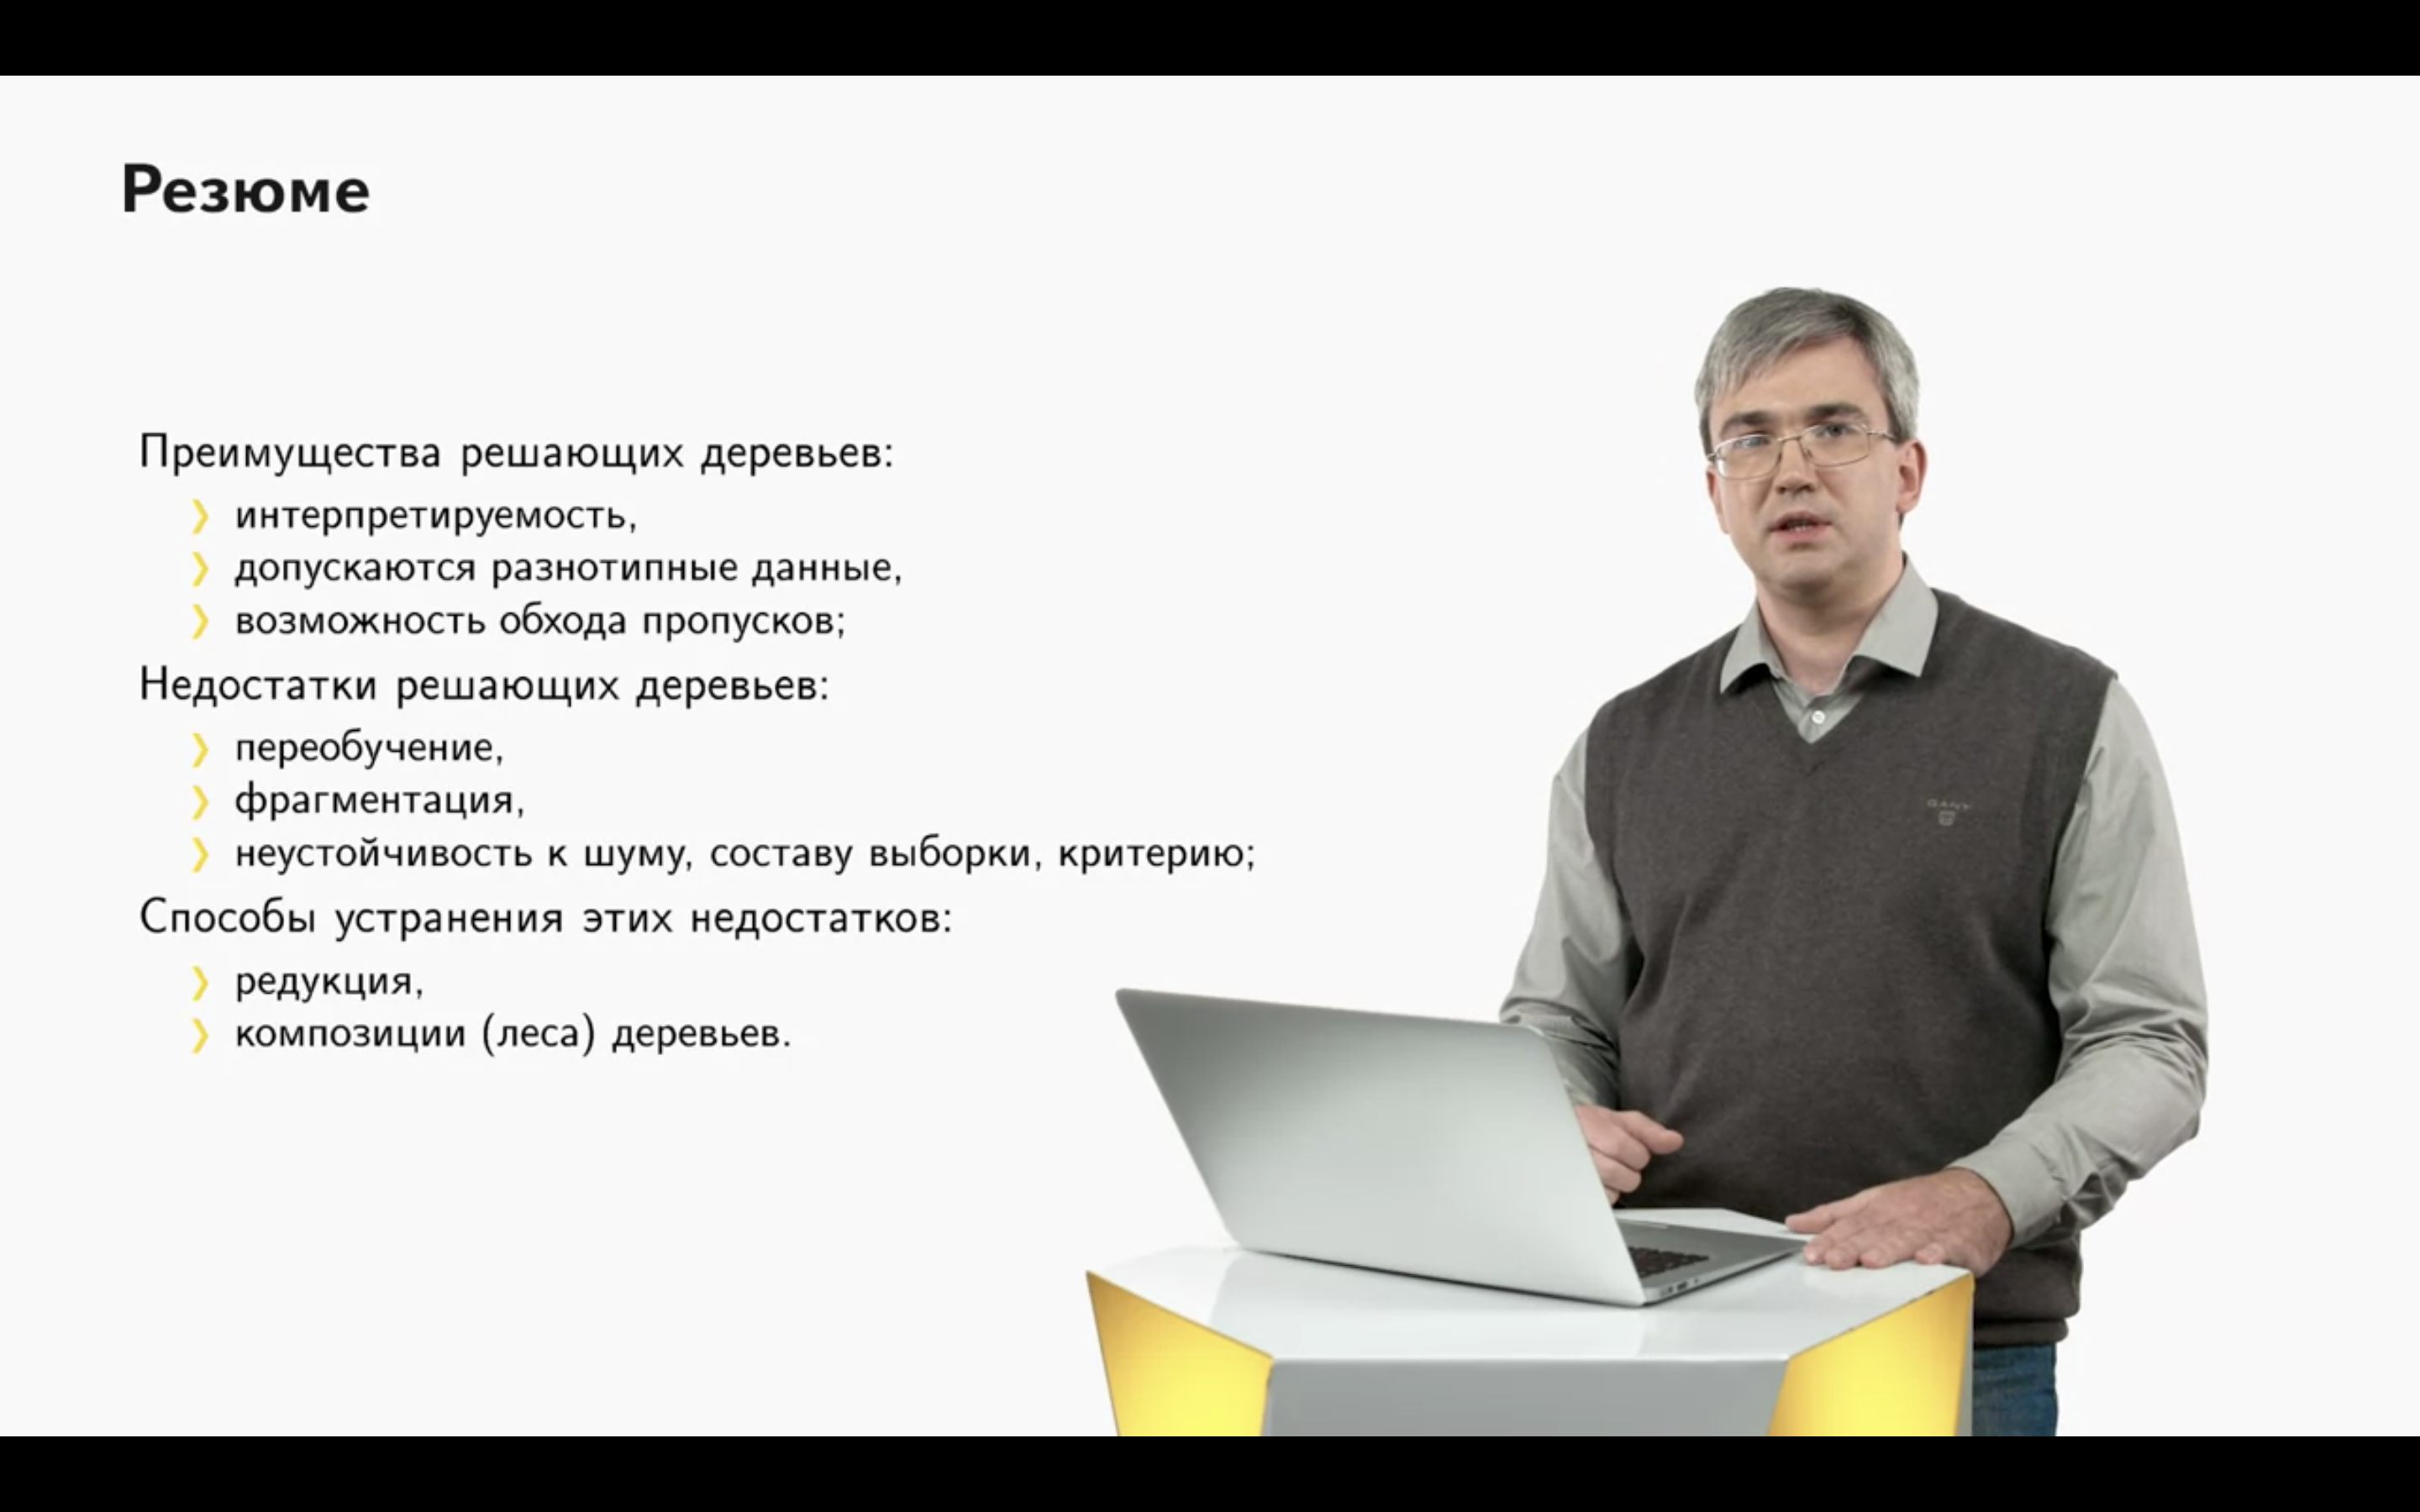 Резюме
Преимущества решающих деревьев:
❯ интерпретируемость,
❯ допускаются разнотипные данные,
❯ возможность обхода пропусков;
Недостатки решающих деревьев:
❯ переобучение,
❯ фрагментация,
❯ неустойчивость к шуму, составу выборки, критерию;
Способы устранения этих недостатков:
❯ редукция,
❯ композиции (леса) деревьев.
GANT